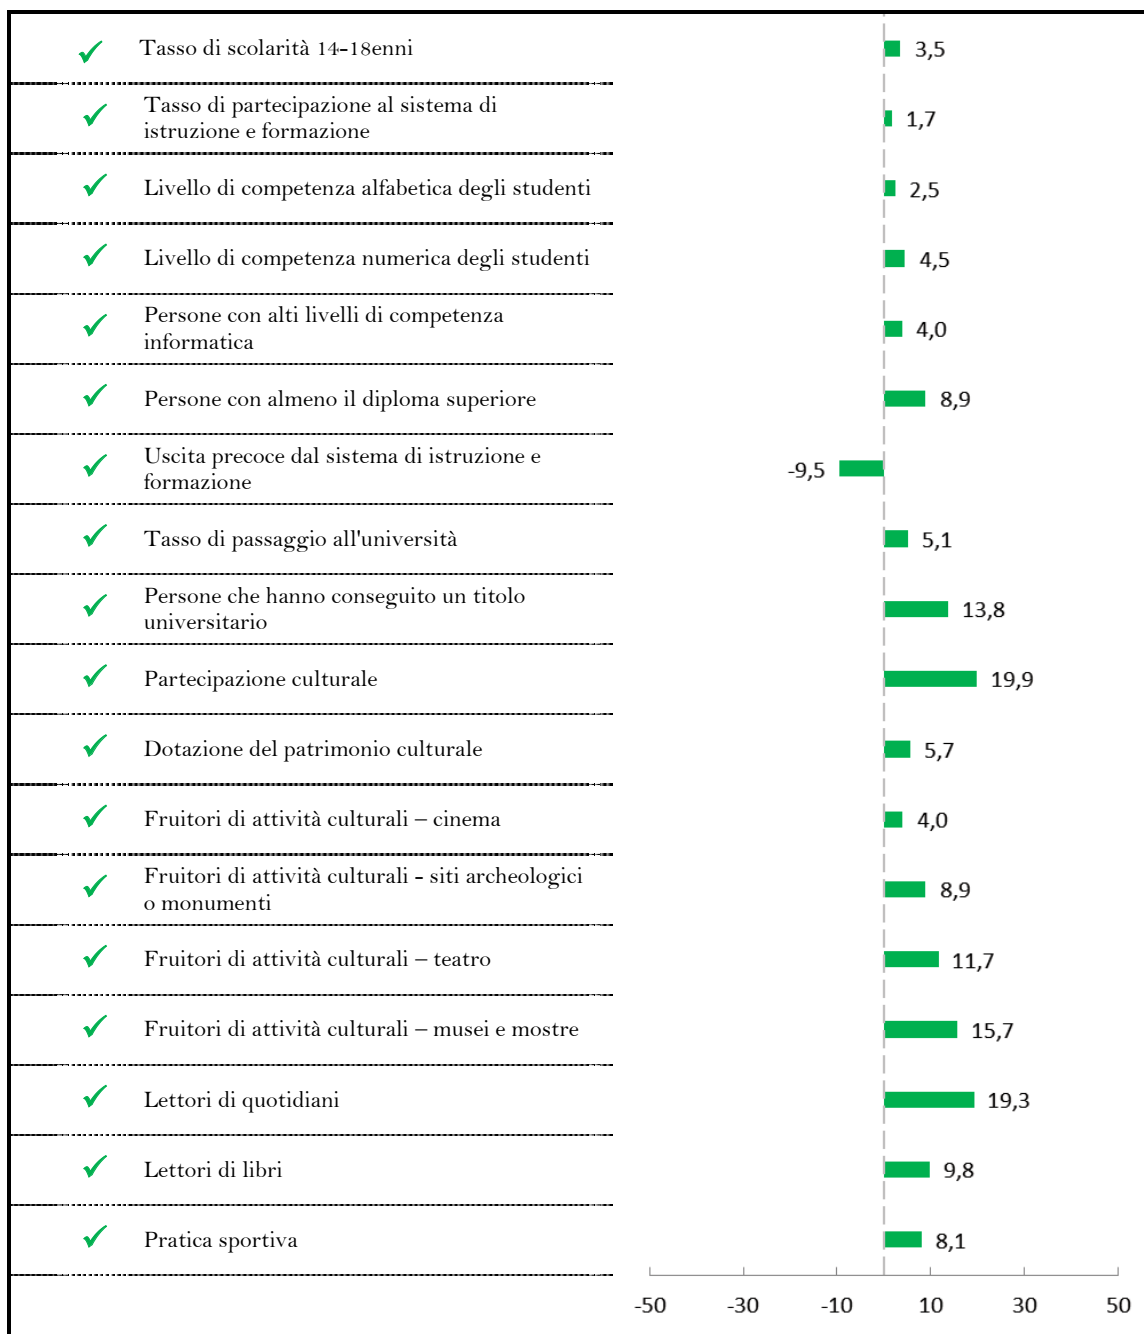 Tasso di scolarità 14-18enni
3,5
Tasso di partecipazione al sistema di
istruzione e formazione
1,7
Livello di competenza alfabetica degli studenti
2,5
Livello di competenza numerica degli studenti
4,5
Persone con alti livelli di competenza
informatica
4,0
Persone con almeno il diploma superiore
8,9
Uscita precoce dal sistema di istruzione e
formazione
-9,5
Tasso di passaggio all'università
5,1
Persone che hanno conseguito un titolo
universitario
13,8
Partecipazione culturale
19,9
Dotazione del patrimonio culturale
5,7
Fruitori di attività culturali – cinema
4,0
Fruitori di attività culturali - siti archeologici
o monumenti
8,9
Fruitori di attività culturali – teatro
11,7
Fruitori di attività culturali – musei e mostre
15,7
Lettori di quotidiani
19,3
Lettori di libri
9,8
Pratica sportiva
8,1
-50 -30 -10 10 30 50